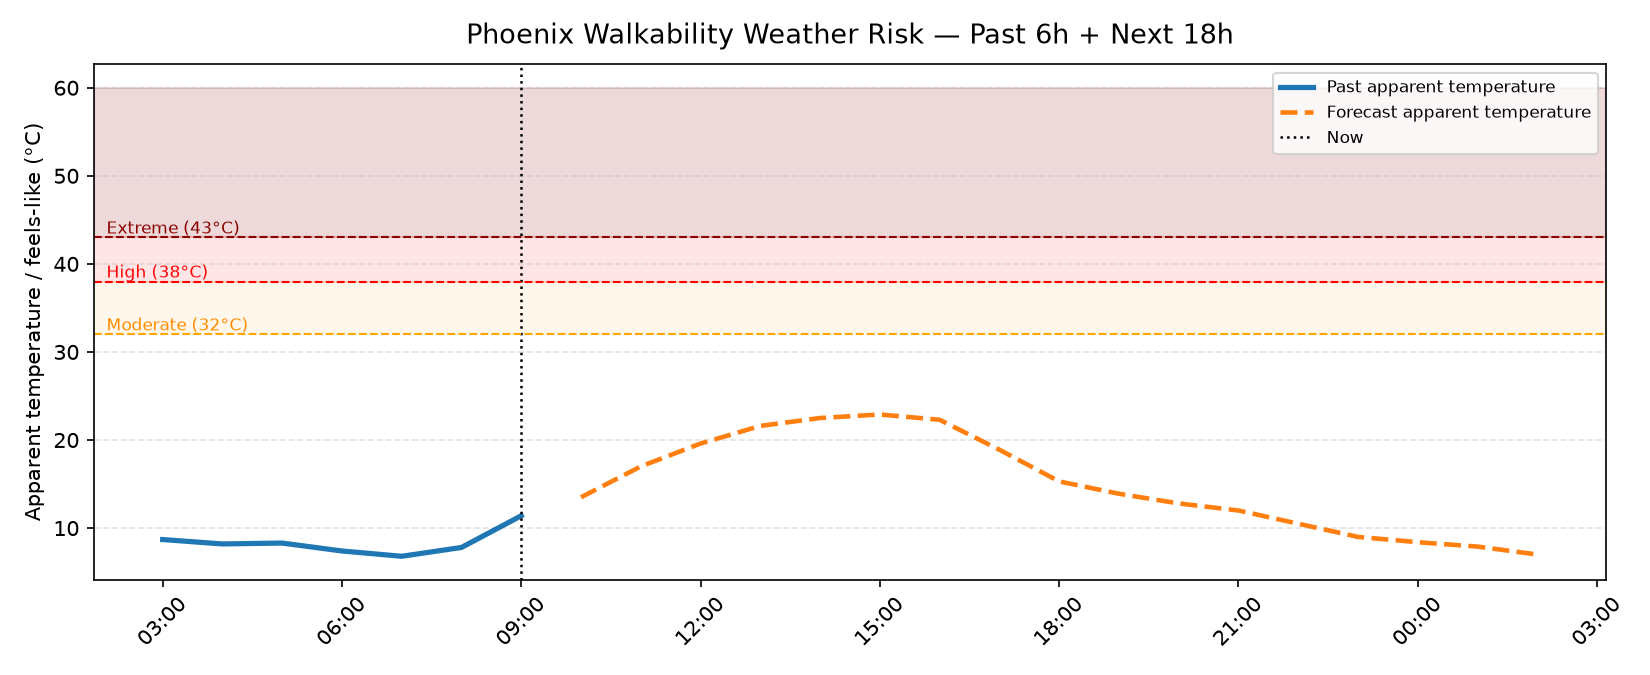 Phoenix Walkability Weather Risk — Past 6h + Next 18h
Apparent temperature / feels-like (°C)
60
50
40
30
20
10
Past apparent temperature
Forecast apparent temperature
Now
Extreme (43°C)
High (38°C)
Moderate (32°C)
03:00
06:00
09:00
12:00
15:00
18:00
21:00
00:00
03:00